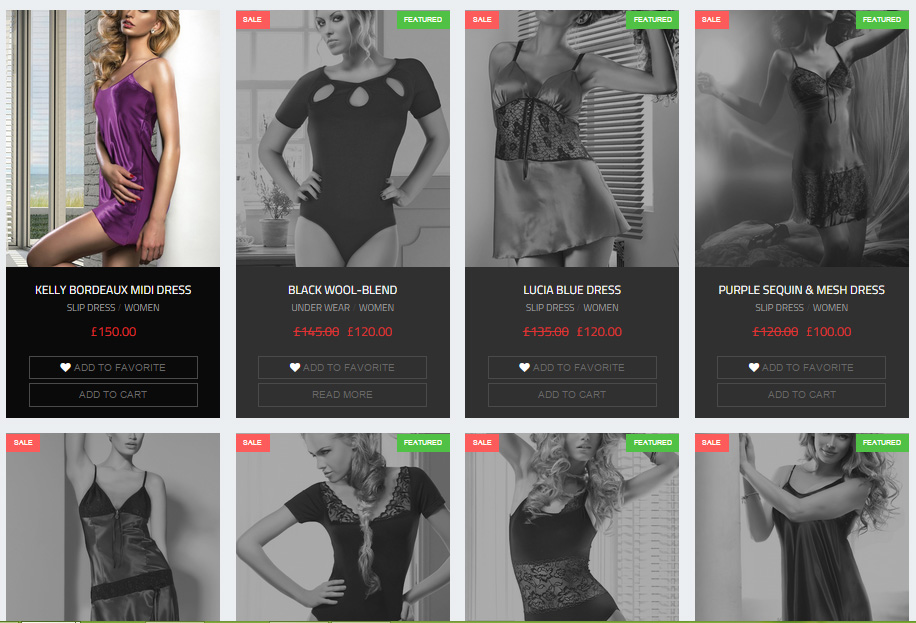 SALE FEATURED SALE FEATURED SALE FEATURED
KELLY BORDEAUX MIDI DRESS
SLIP DRESS / WOMEN
£150.00
ADD TO FAVORITE
ADD TO CART
BLACK WOOL-BLEND
UNDER WEAR / WOMEN
£145.00 £120.00
ADD TO FAVORITE
READ MORE
LUCIA BLUE DRESS
SLIP DRESS / WOMEN
£135.00 £120.00
ADD TO FAVORITE
ADD TO CART
PURPLE SEQUIN & MESH DRESS
SLIP DRESS / WOMEN
£120.00 £100.00
ADD TO FAVORITE
ADD TO CART
SALE SALE FEATURED SALE FEATURED SALE FEATURED